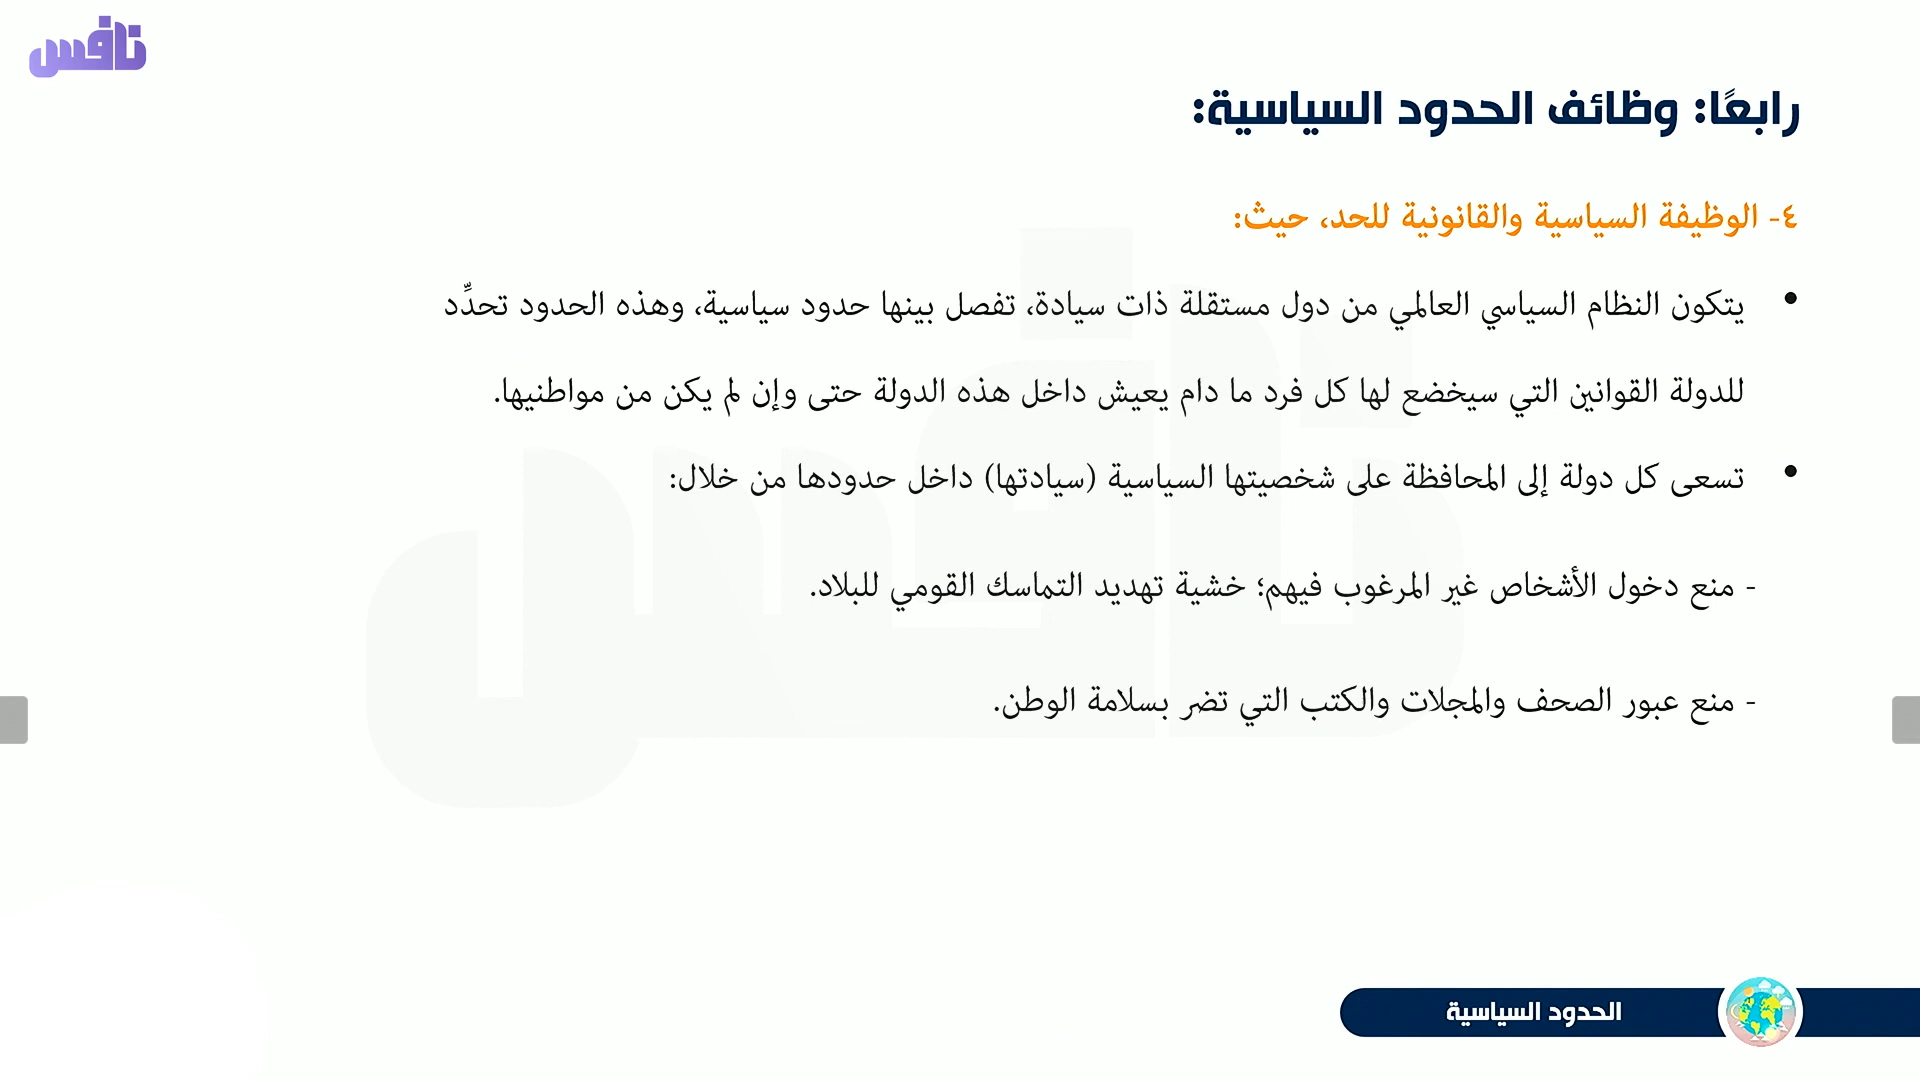 نافس
رابعًا: وظائف الحدود السياسية:
٤- الوظيفة السياسية والقانونية للحد، حيث:
• يتكون النظام السياسي العالمي من دول مستقلة ذات سيادة، تفصل بينها حدود سياسية، وهذه الحدود تحدِّد
للدولة القوانين التي سيخضع لها كل فرد ما دام يعيش داخل هذه الدولة حتى وإن لم يكن من مواطنيها.
• تسعى كل دولة إلى المحافظة على شخصيتها السياسية (سيادتها) داخل حدودها من خلال:
- منع دخول الأشخاص غير المرغوب فيهم؛ خشية تهديد التماسك القومي للبلاد.
- منع عبور الصحف والمجلات والكتب التي تضر بسلامة الوطن.
الحدود السياسية